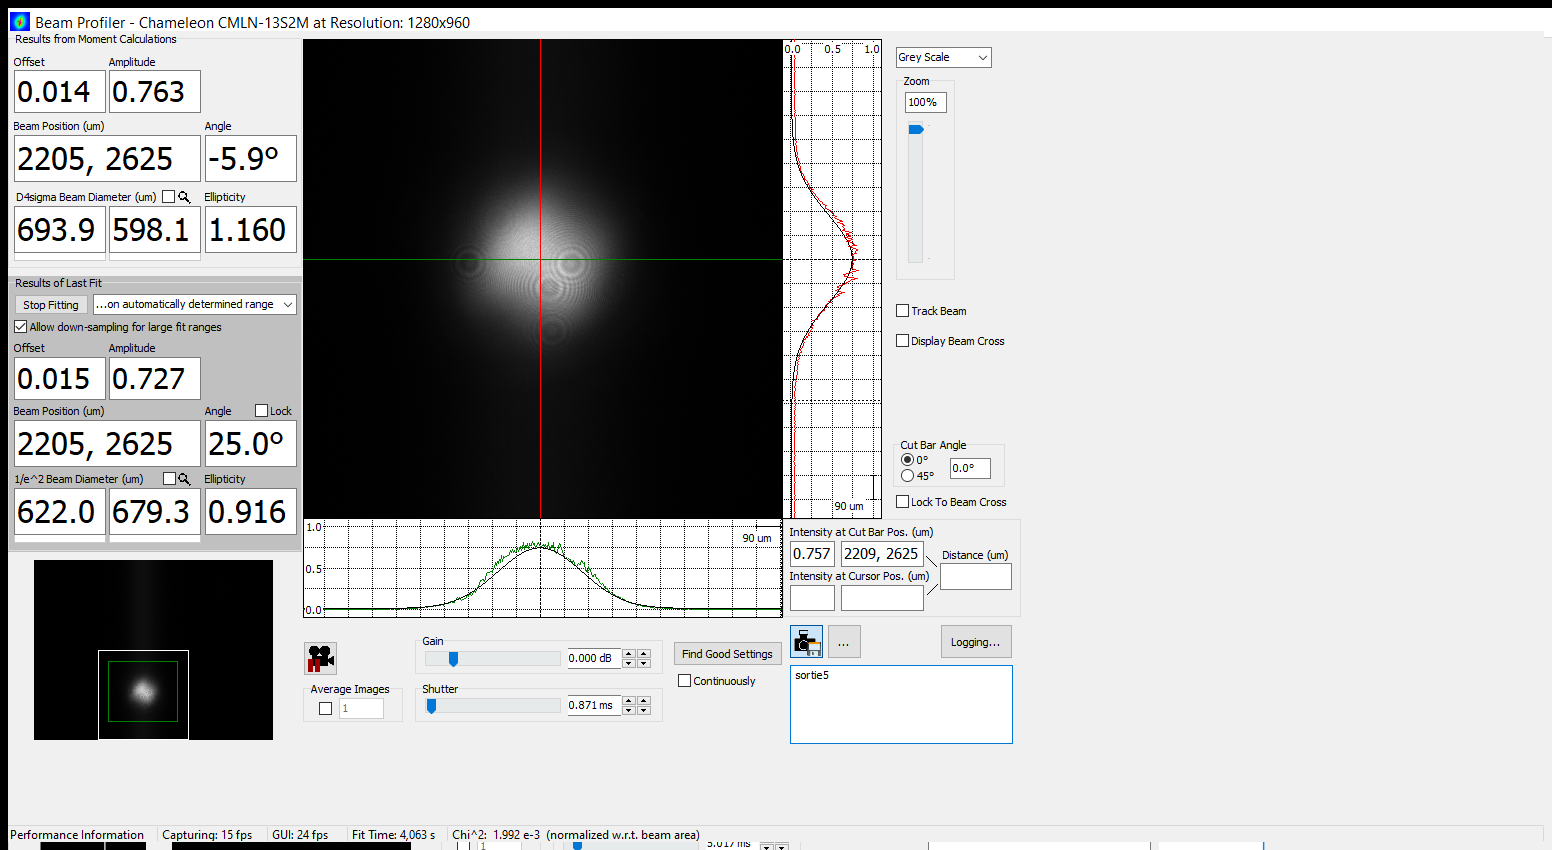 Beam Profiler - Chameleon CMLN-13S2M at Resolution: 1280x960
Results from Moment Calculations
Offset Amplitude
0.014 0.763
Beam Position (um) Angle
2205, 2625 -5.9°
D4sigma Beam Diameter (um) Ellipticity
693.9 598.1 1.160
Results of Last Fit
Stop Fitting ...on automatically determined range
Allow down-sampling for large fit ranges
Offset Amplitude
0.015 0.727
Beam Position (um) Angle Lock
2205, 2625 25.0°
1/e^2 Beam Diameter (um) Ellipticity
622.0 679.3 0.916
0.0 0.5 1.0
90 um
1.0
90 um
0.5
0.0
Grey Scale
Zoom
100%
Track Beam
Display Beam Cross
Cut Bar Angle
0°
45°
0.0°
Lock To Beam Cross
Intensity at Cut Bar Pos. (um)
0.757 2209, 2625
Distance (um)
Intensity at Cursor Pos. (um)
Gain
0.000 dB
Find Good Settings
Continuously
Average Images
1
Shutter
0.871 ms
...
Logging...
sortie5
Performance Information Capturing: 15 fps GUI: 24 fps Fit Time: 4,063 s Chi^2: 1.992 e-3 (normalized w.r.t. beam area)
1 5.017 ms